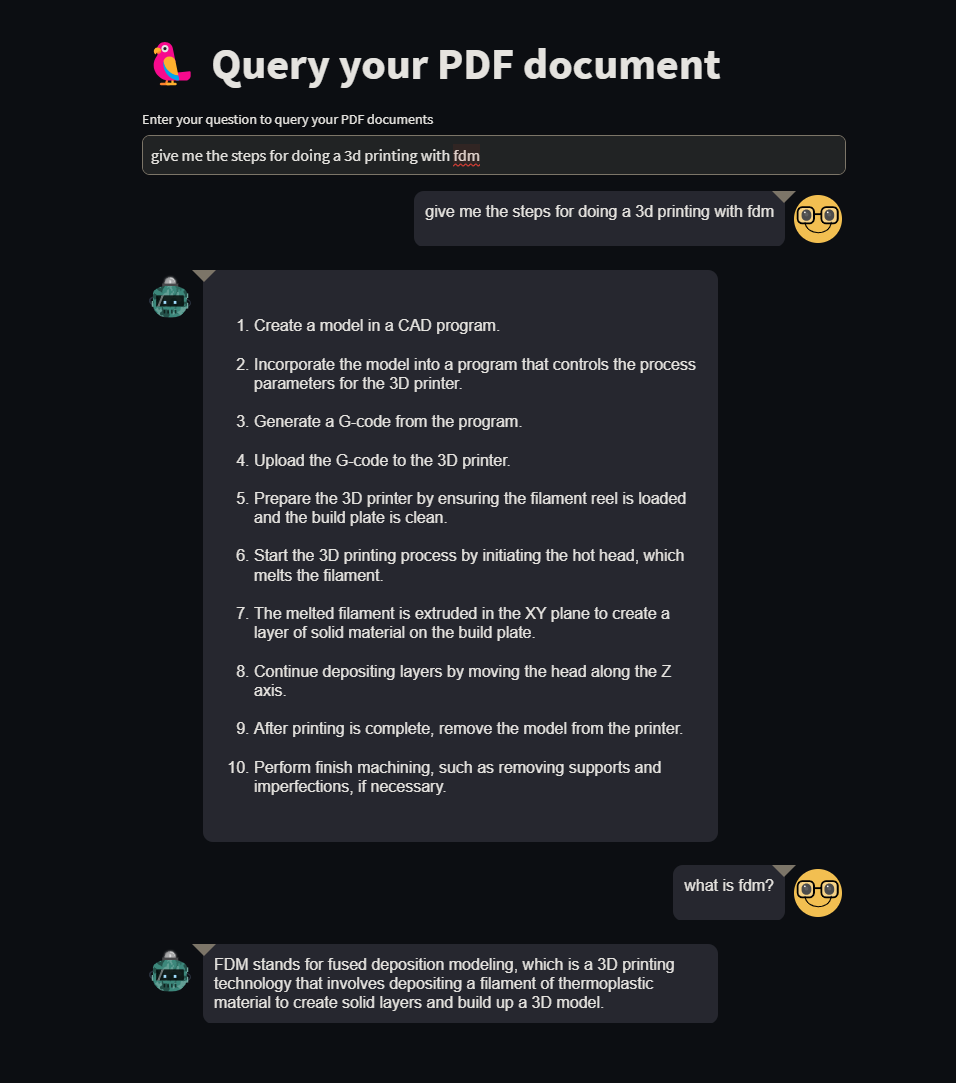 Query your PDF document
Enter your question to query your PDF documents
give me the steps for doing a 3d printing with fdm
give me the steps for doing a 3d printing with fdm
1. Create a model in a CAD program.
2. Incorporate the model into a program that controls the process
parameters for the 3D printer.
3. Generate a G-code from the program.
4. Upload the G-code to the 3D printer.
5. Prepare the 3D printer by ensuring the filament reel is loaded
and the build plate is clean.
6. Start the 3D printing process by initiating the hot head, which
melts the filament.
7. The melted filament is extruded in the XY plane to create a
layer of solid material on the build plate.
8. Continue depositing layers by moving the head along the Z
axis.
9. After printing is complete, remove the model from the printer.
10. Perform finish machining, such as removing supports and
imperfections, if necessary.
what is fdm?
FDM stands for fused deposition modeling, which is a 3D printing
technology that involves depositing a filament of thermoplastic
material to create solid layers and build up a 3D model.